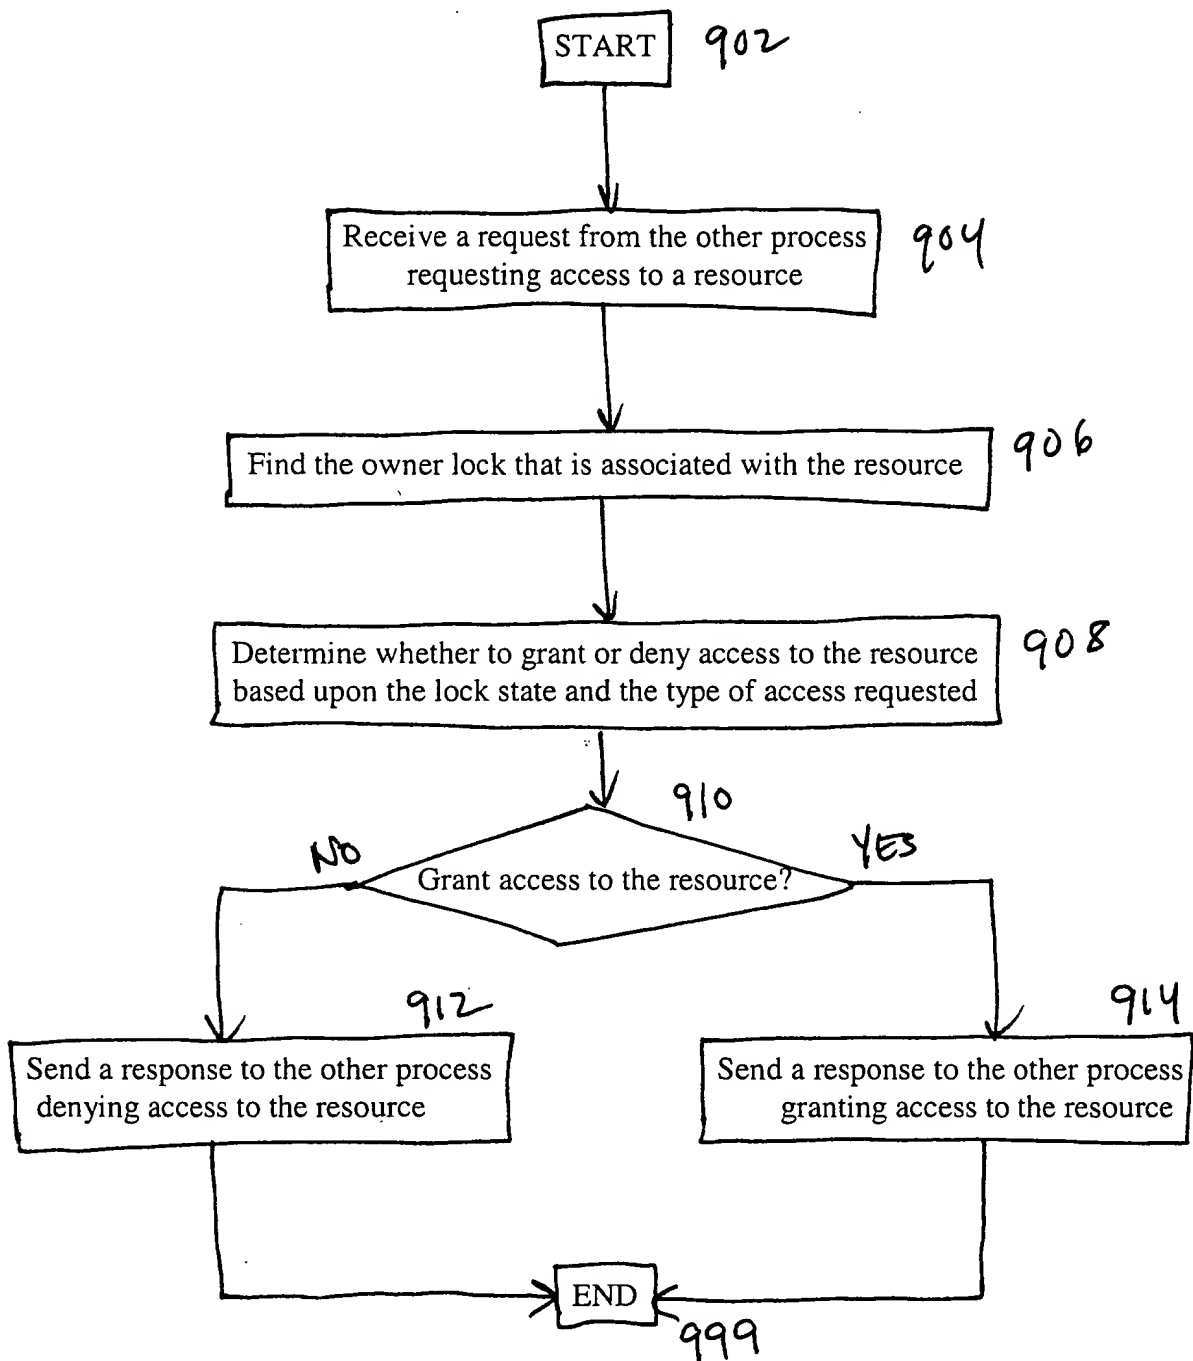 START 902
Receive a request from the other process
requesting access to a resource
904
Find the owner lock that is associated with the resource
906
Determine whether to grant or deny access to the resource
based upon the lock state and the type of access requested
908
910
NO
YES
Grant access to the resource?
912
Send a response to the other process
denying access to the resource
914
Send a response to the other process
granting access to the resource
END
999